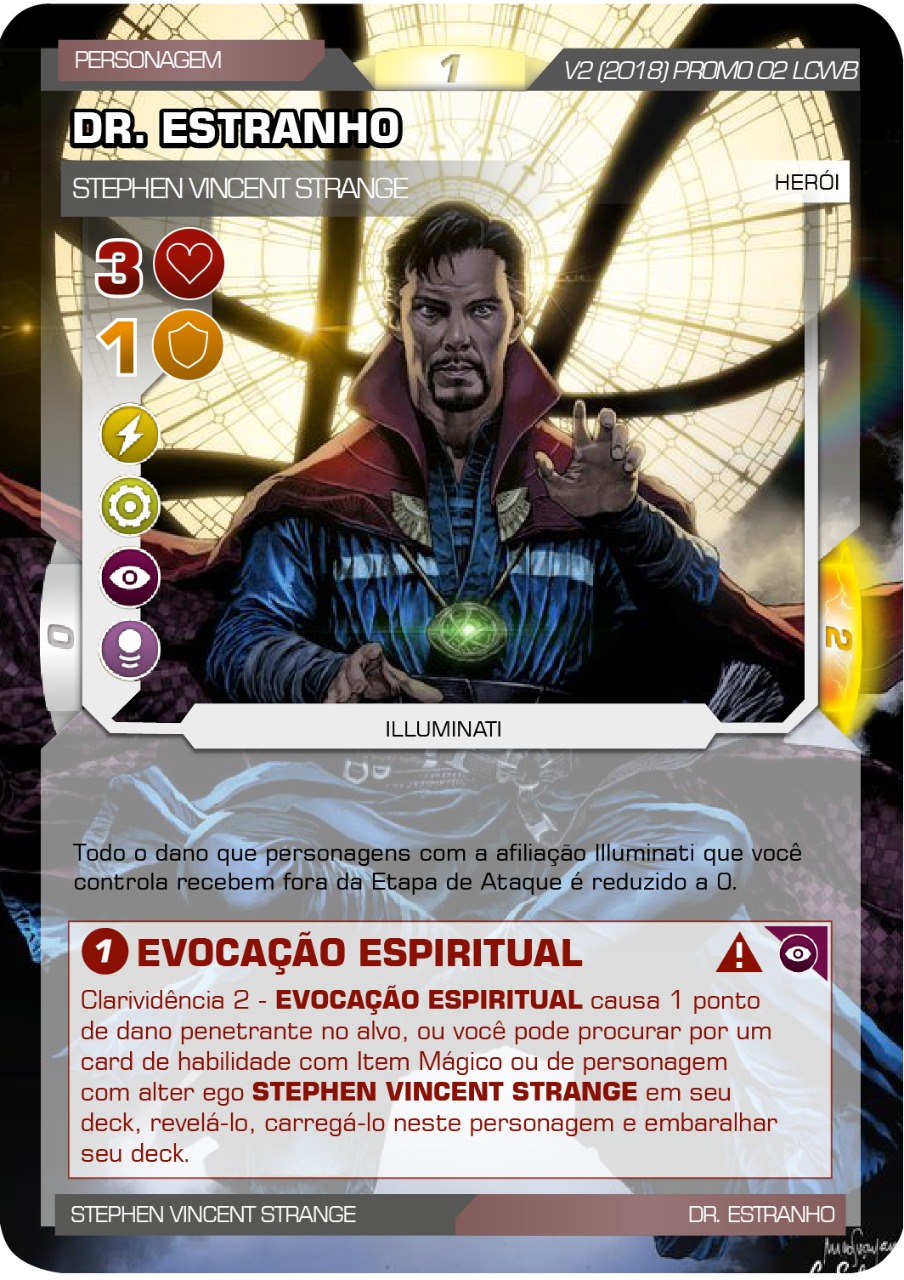 PERSONAGEM
1
V2 (2018) PROMO 02 LCWB
DR. ESTRANHO
STEPHEN VINCENT STRANGE
HERÓI
3
1
0
2
ILLUMINATI
Todo o dano que personagens com a afiliação Illuminati que você
controla recebem fora da Etapa de Ataque é reduzido a 0.
1 EVOCAÇÃO ESPIRITUAL
Clarividência 2 - EVOCAÇÃO ESPIRITUAL causa 1 ponto
de dano penetrante no alvo, ou você pode procurar por um
card de habilidade com Item Mágico ou de personagem
com alter ego STEPHEN VINCENT STRANGE em seu
deck, revelá-lo, carregá-lo neste personagem e embaralhar
seu deck.
STEPHEN VINCENT STRANGE
DR. ESTRANHO